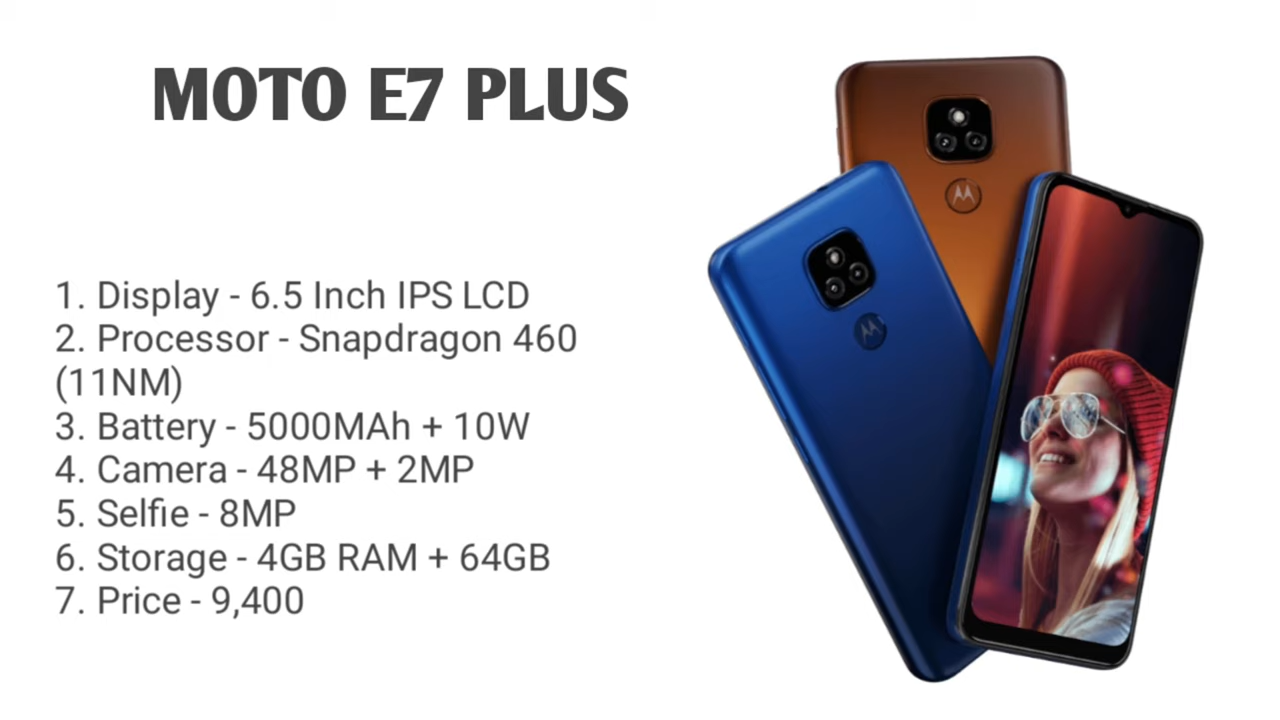 MOTO E7 PLUS
1. Display - 6.5 Inch IPS LCD
2. Processor - Snapdragon 460
(11NM)
3. Battery - 5000MAh + 10W
4. Camera - 48MP + 2MP
5. Selfie - 8MP
6. Storage - 4GB RAM + 64GB
7. Price - 9,400